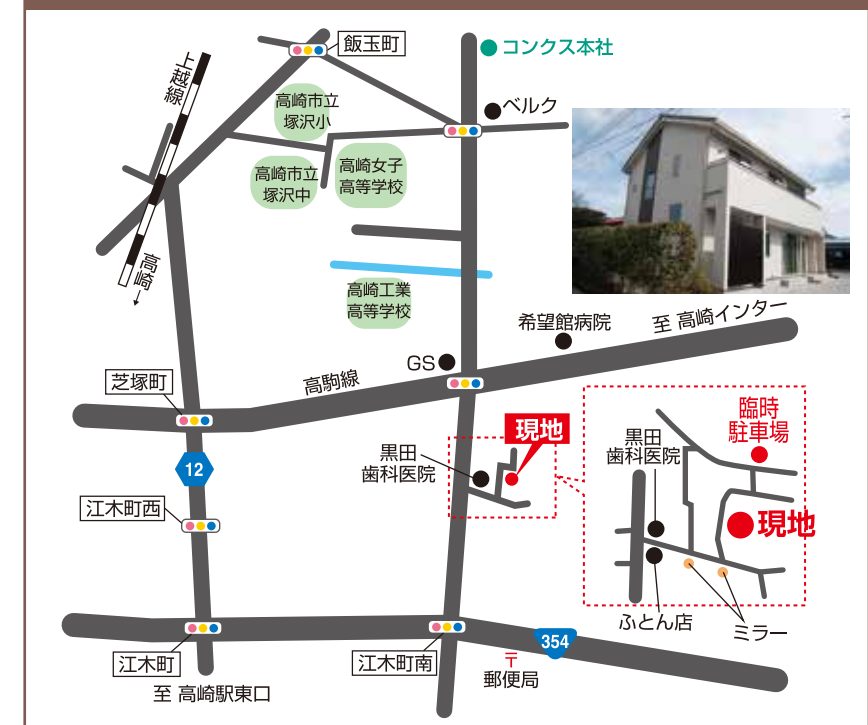 飯玉町
コンクス本社
上越線
高崎市立
塚沢小
ベルク
高崎市立
塚沢中
高崎女子
高等学校
高崎
高崎工業
高等学校
希望館病院
至 高崎インター
GS
高駒線
芝塚町
現地
臨時
駐車場
黒田
歯科医院
黒田
歯科医院
12
江木町西
現地
ふとん店
ミラー
354
江木町
江木町南
〒
郵便局
至 高崎駅東口